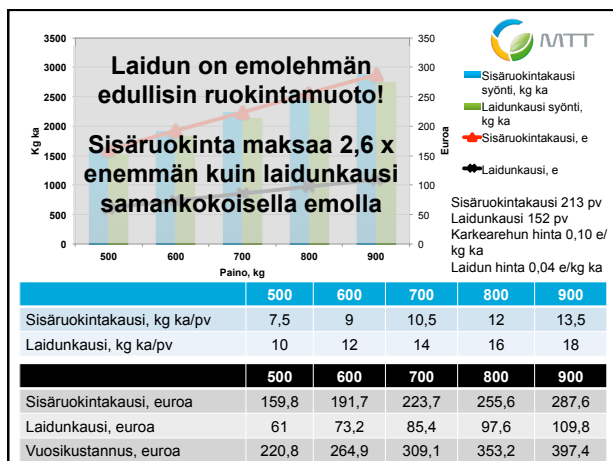 3500
3000
2500
2000
1500
1000
500
0
Kg ka
350
300
250
200
150
100
50
0
Euroa
500 600 700 800 900
Paino, kg
Laidun on emolehmän
edullisin ruokintamuoto!
Sisäruokinta maksaa 2,6 x
enemmän kuin laidunkausi
samankokoisella emolla
MTT
Sisäruokintakausi
syönti, kg ka
Laidunkausi syönti,
kg ka
Sisäruokintakausi, e
Laidunkausi, e
Sisäruokintakausi 213 pv
Laidunkausi 152 pv
Karkearehun hinta 0,10 e/
kg ka
Laidun hinta 0,04 e/kg ka
500 600 700 800 900
Sisäruokintakausi, kg ka/pv 7,5 9 10,5 12 13,5
Laidunkausi, kg ka/pv 10 12 14 16 18
500 600 700 800 900
Sisäruokintakausi, euroa 159,8 191,7 223,7 255,6 287,6
Laidunkausi, euroa 61 73,2 85,4 97,6 109,8
Vuosikustannus, euroa 220,8 264,9 309,1 353,2 397,4